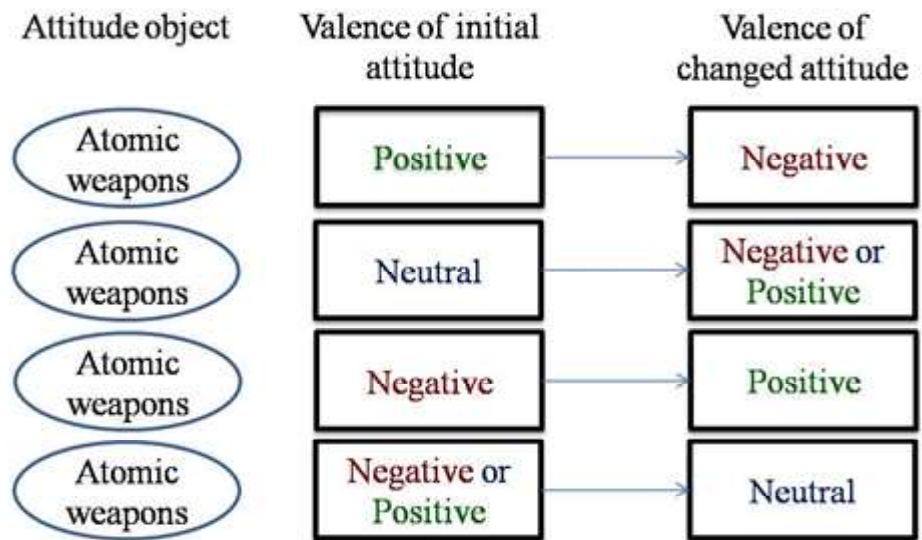 Attitude object
Valence of initial
attitude
Valence of
changed attitude
Atomic
weapons
Positive
Negative
Atomic
weapons
Neutral
Negative or
Positive
Atomic
weapons
Negative
Positive
Atomic
weapons
Negative or
Positive
Neutral